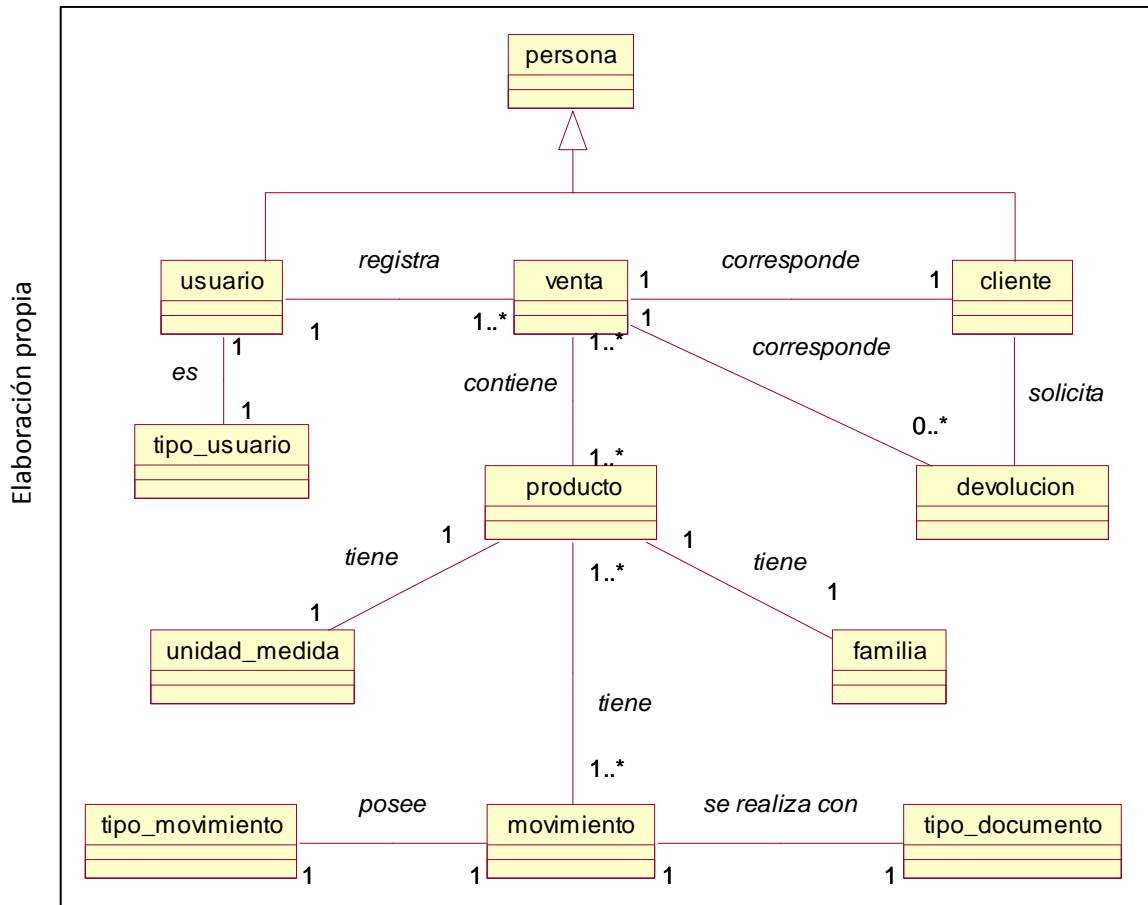 Elaboración propia
persona
registra
corresponde
usuario
venta
cliente
1
1
1
1..*
1
1..*
1
es
contiene
corresponde
solicita
1
0..*
tipo_usuario
1..*
producto
devolucion
1
1
tiene
1..*
tiene
1
1
unidad_medida
familia
tiene
1..*
posee
se realiza con
tipo_movimiento
movimiento
tipo_documento
1
1
1
1